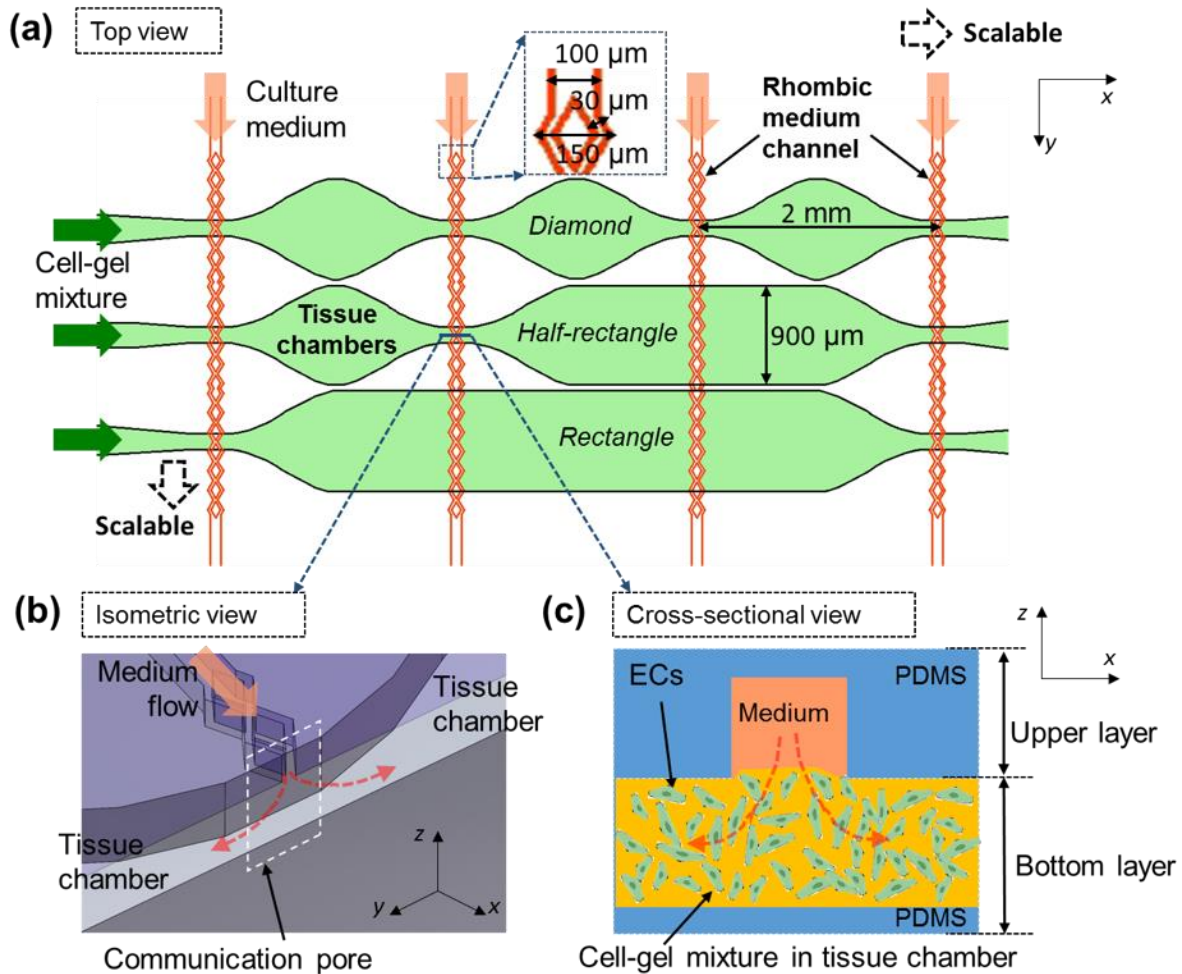 (a)
Top view
Scalable
Culture
medium
100 µm
30 µm
150 µm
Rhombic
medium
channel
x
y
2 mm
Diamond
Cell-gel
mixture
Tissue
chambers
Half-rectangle
900 µm
Rectangle
Scalable
(b)
Isometric view
Medium
flow
Tissue
chamber
Tissue
chamber
z
y
x
Communication pore
(c)
Cross-sectional view
z
x
ECs
PDMS
Medium
Upper layer
Bottom layer
PDMS
Cell-gel mixture in tissue chamber